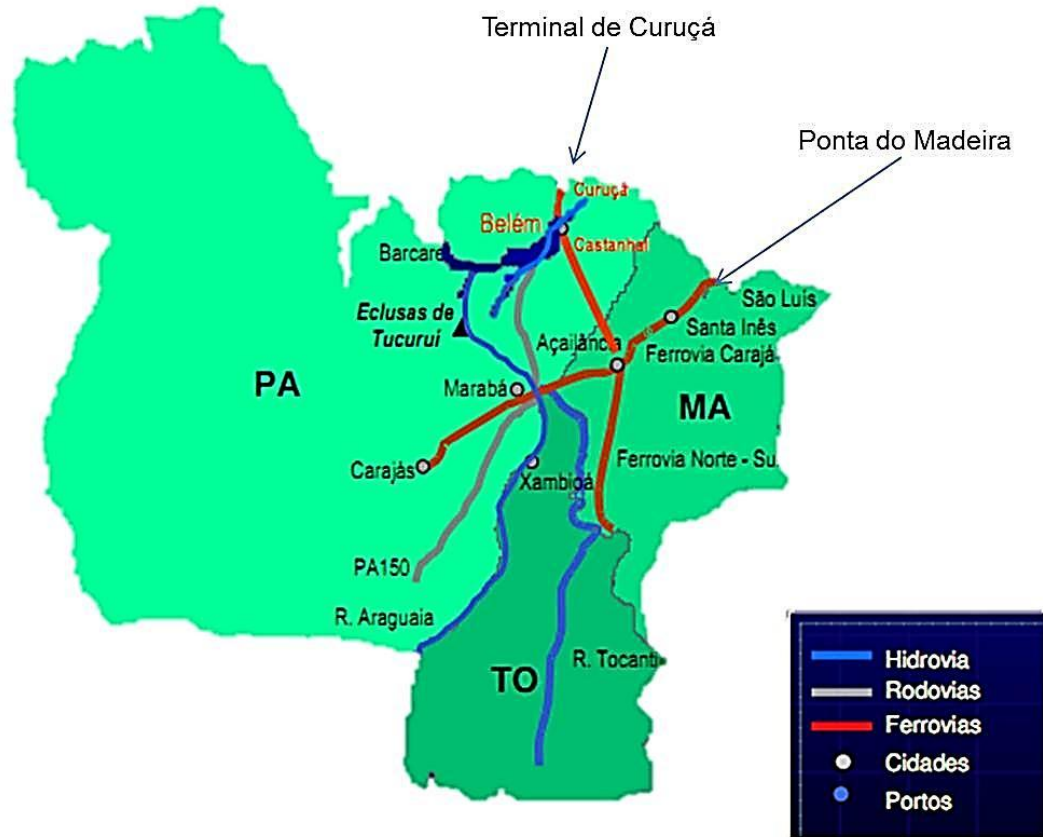 Terminal de Curuçá
Ponta do Madeira
Curuçá
Belém
Castanhal
Barcare
São Luís
Eclusas de
Tucuruí
Santa Inês
Açailância
Ferrovia Carajá
PA
Marabá
MA
Carajás
Ferrovia Norte - Su
Xambioá
PA150
R. Araguaia
R. Tocanti
TO
Hidrovia
Rodovias
Ferrovias
Cidades
Portos